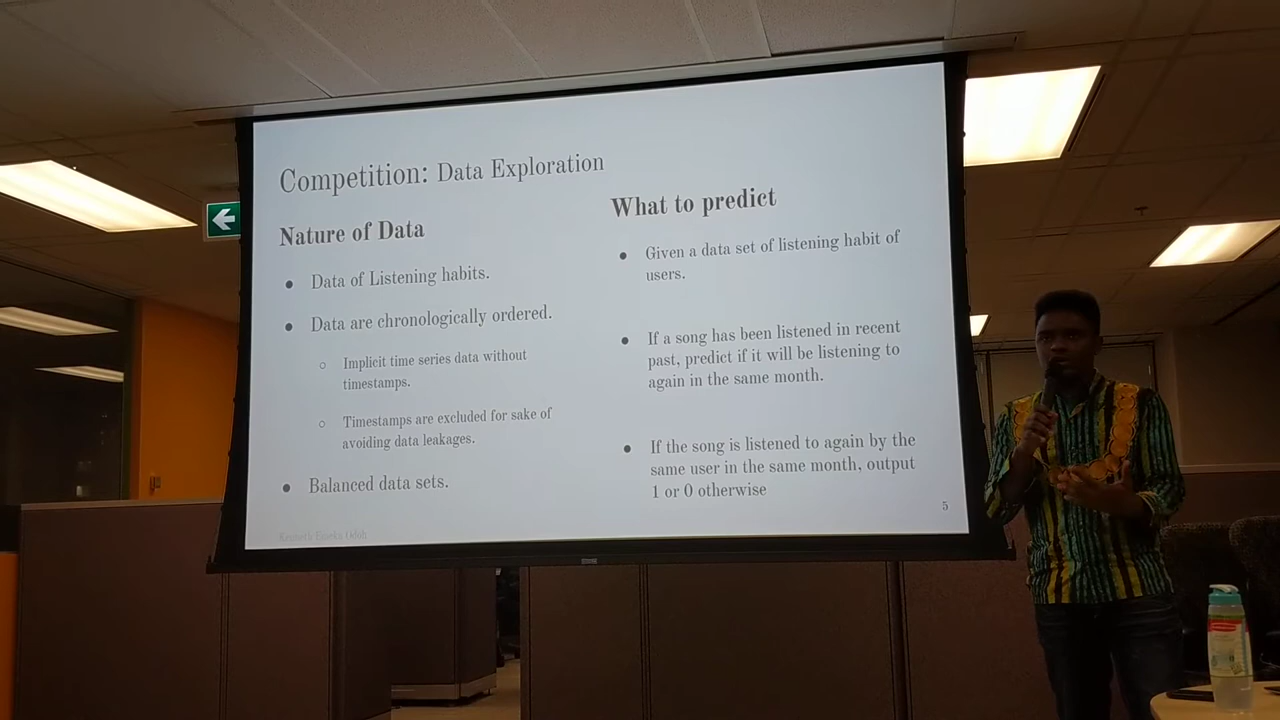 Competition: Data Exploration
Nature of Data
● Data of Listening habits.
● Data are chronologically ordered.
○ Implicit time series data without
timestamps.
○ Timestamps are excluded for sake of
avoiding data leakages.
● Balanced data sets.
What to predict
● Given a data set of listening habit of
users.
● If a song has been listened in recent
past, predict if it will be listening to
again in the same month.
● If the song is listened to again by the
same user in the same month, output
1 or 0 otherwise
Kenneth Emeka Odoh
5